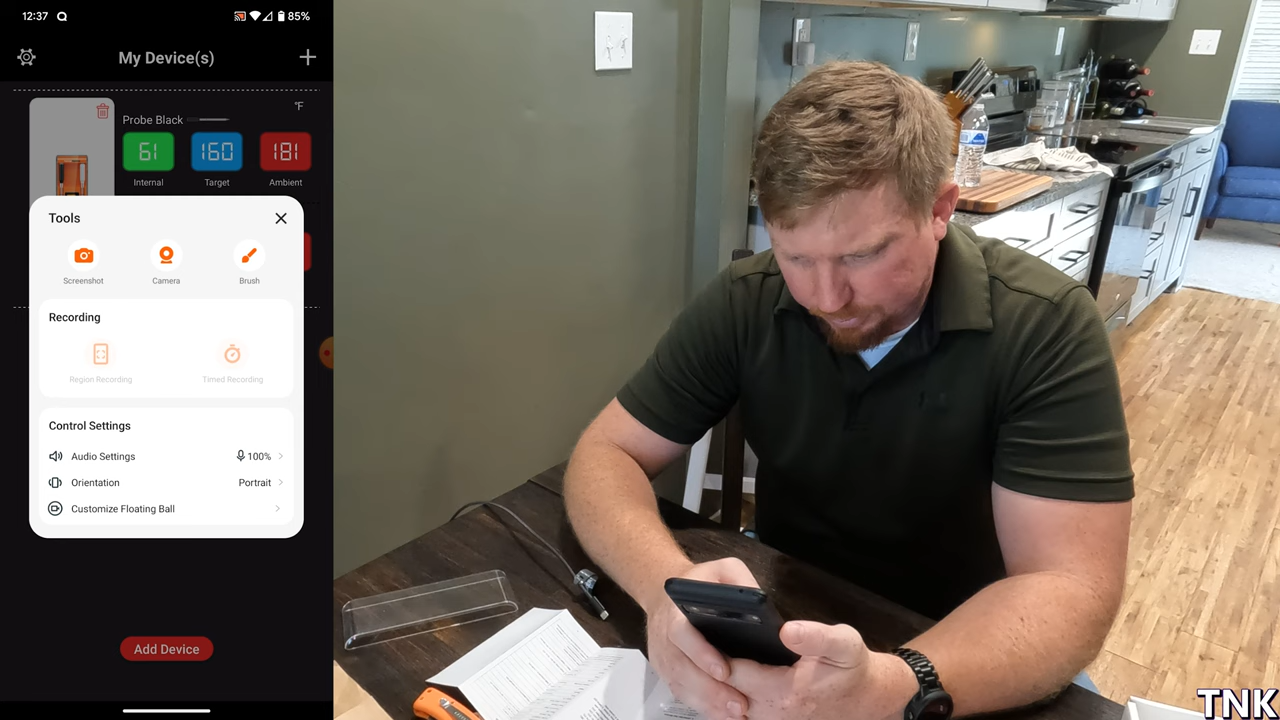 12:37
85%
My Device(s)
°F
Probe Black
61
160
181
Internal
Target
Ambient
Tools
Screenshot
Camera
Brush
Recording
Region Recording
Timed Recording
Control Settings
Audio Settings
100%
Orientation
Portrait
Customize Floating Ball
Add Device
TNK